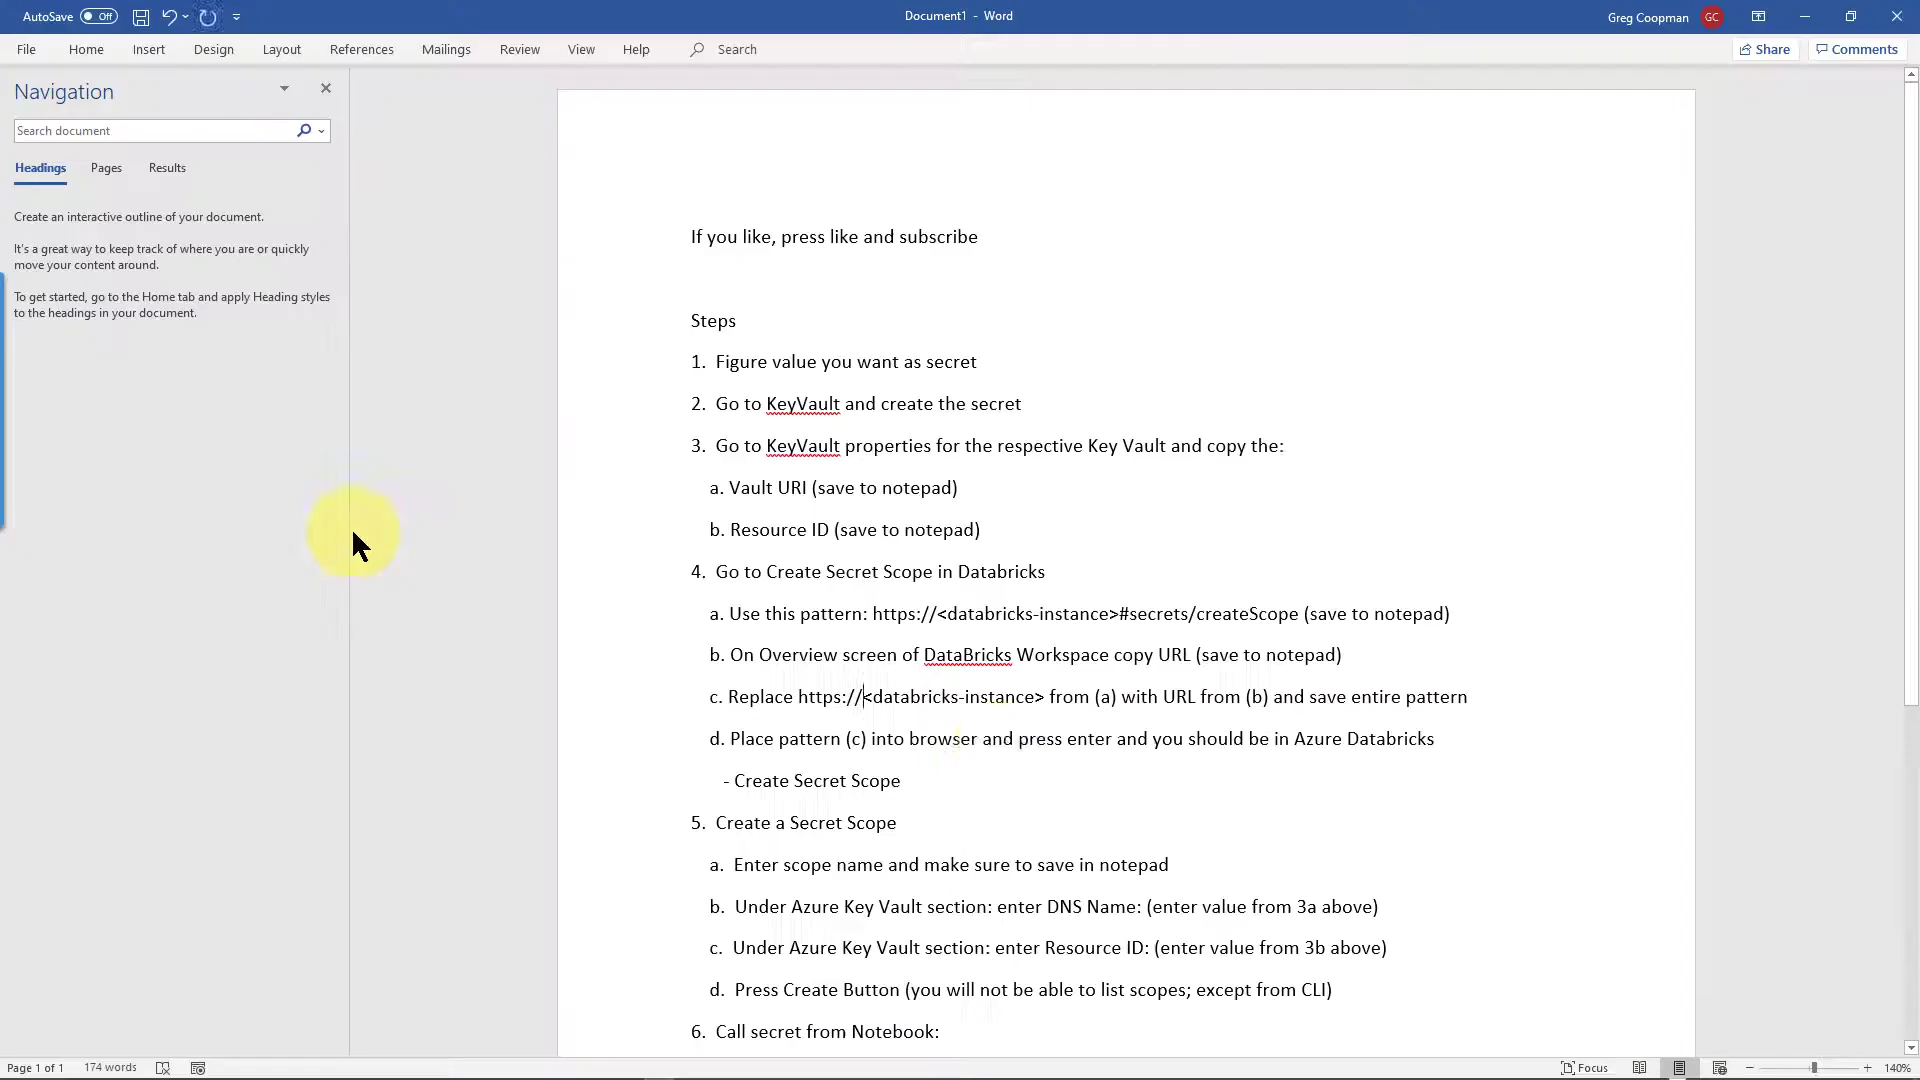 AutoSave Off
Document1 - Word
Greg Coopman GC
File Home Insert Design Layout References Mailings Review View Help Search
Share Comments
Navigation
Search document
Headings Pages Results
Create an interactive outline of your document.
It's a great way to keep track of where you are or quickly
move your content around.
To get started, go to the Home tab and apply Heading styles
to the headings in your document.
If you like, press like and subscribe
Steps
1. Figure value you want as secret
2. Go to KeyVault and create the secret
3. Go to KeyVault properties for the respective Key Vault and copy the:
a. Vault URI (save to notepad)
b. Resource ID (save to notepad)
4. Go to Create Secret Scope in Databricks
a. Use this pattern: https://<databricks-instance>#secrets/createScope (save to notepad)
b. On Overview screen of DataBricks Workspace copy URL (save to notepad)
c. Replace https://<databricks-instance> from (a) with URL from (b) and save entire pattern
d. Place pattern (c) into browser and press enter and you should be in Azure Databricks
- Create Secret Scope
5. Create a Secret Scope
a. Enter scope name and make sure to save in notepad
b. Under Azure Key Vault section: enter DNS Name: (enter value from 3a above)
c. Under Azure Key Vault section: enter Resource ID: (enter value from 3b above)
d. Press Create Button (you will not be able to list scopes; except from CLI)
6. Call secret from Notebook:
Page 1 of 1 174 words
Focus
140%